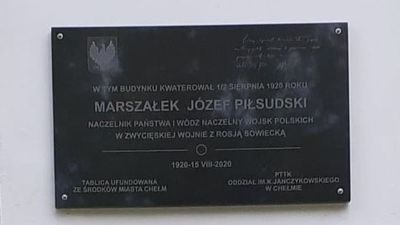 W TYM BUDYNKU KWATEROWAŁ 1/2 SIERPNIA 1920 ROKU
MARSZAŁEK JÓZEF PIŁSUDSKI
NACZELNIK PAŃSTWA I WÓDZ NACZELNY WOJSK POLSKICH
W ZWYCIĘSKIEJ WOJNIE Z ROSJĄ SOWIECKĄ
1920-15 VIII-2020
TABLICA UFUNDOWANA
ZE ŚRODKÓW MIASTA CHEŁM
PTTK
ODDZIAŁ IM.K.JANCZYKOWSKIEGO
W CHEŁMIE